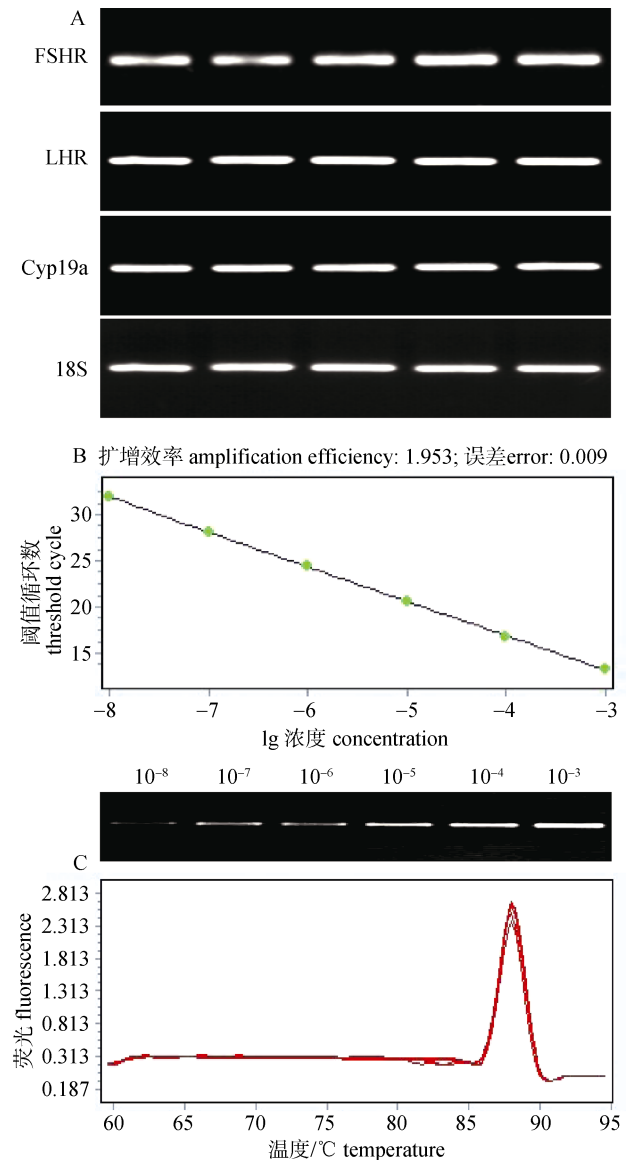 A
FSHR
LHR
Cyp19a
18S
B 扩增效率 amplification efficiency: 1.953; 误差error: 0.009
阈值循环数
threshold cycle
30
25
20
15
−8 −7 −6 −5 −4 −3
lg 浓度 concentration
10⁻⁸ 10⁻⁷ 10⁻⁶ 10⁻⁵ 10⁻⁴ 10⁻³
C
荧光 fluorescence
2.813
2.313
1.813
1.313
0.813
0.313
0.187
60 65 70 75 80 85 90 95
温度/℃ temperature